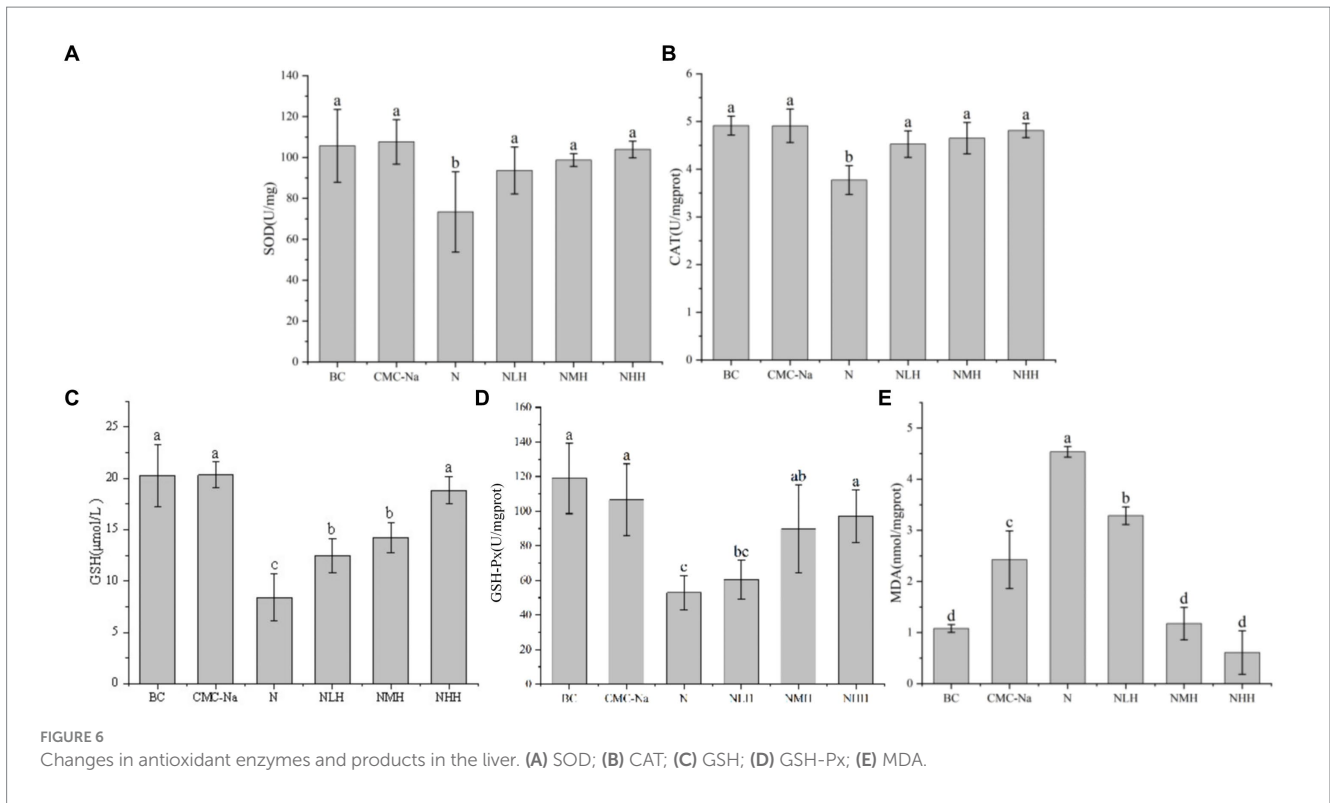 A
140
120
100
80
60
40
20
0
SOD(U/mg)
a
a
b
a
a
a
BC
CMC-Na
N
NLH
NMH
NHH
B
6
5
4
3
2
1
0
CAT(U/mgprot)
a
a
b
a
a
a
BC
CMC-Na
N
NLH
NMH
NHH
C
25
20
15
10
5
0
GSH(μmol/L)
a
a
c
b
b
a
BC
CMC-Na
N
NLH
NMH
NHH
D
160
140
120
100
80
60
40
20
0
GSH-Px(U/mgprot)
a
a
c
bc
ab
a
BC
CMC-Na
N
NLH
NMH
NHH
E
5
4
3
2
1
0
MDA(nmol/mgprot)
d
c
a
b
d
d
BC
CMC-Na
N
NLH
NMH
NHH
FIGURE 6
Changes in antioxidant enzymes and products in the liver. (A) SOD; (B) CAT; (C) GSH; (D) GSH-Px; (E) MDA.